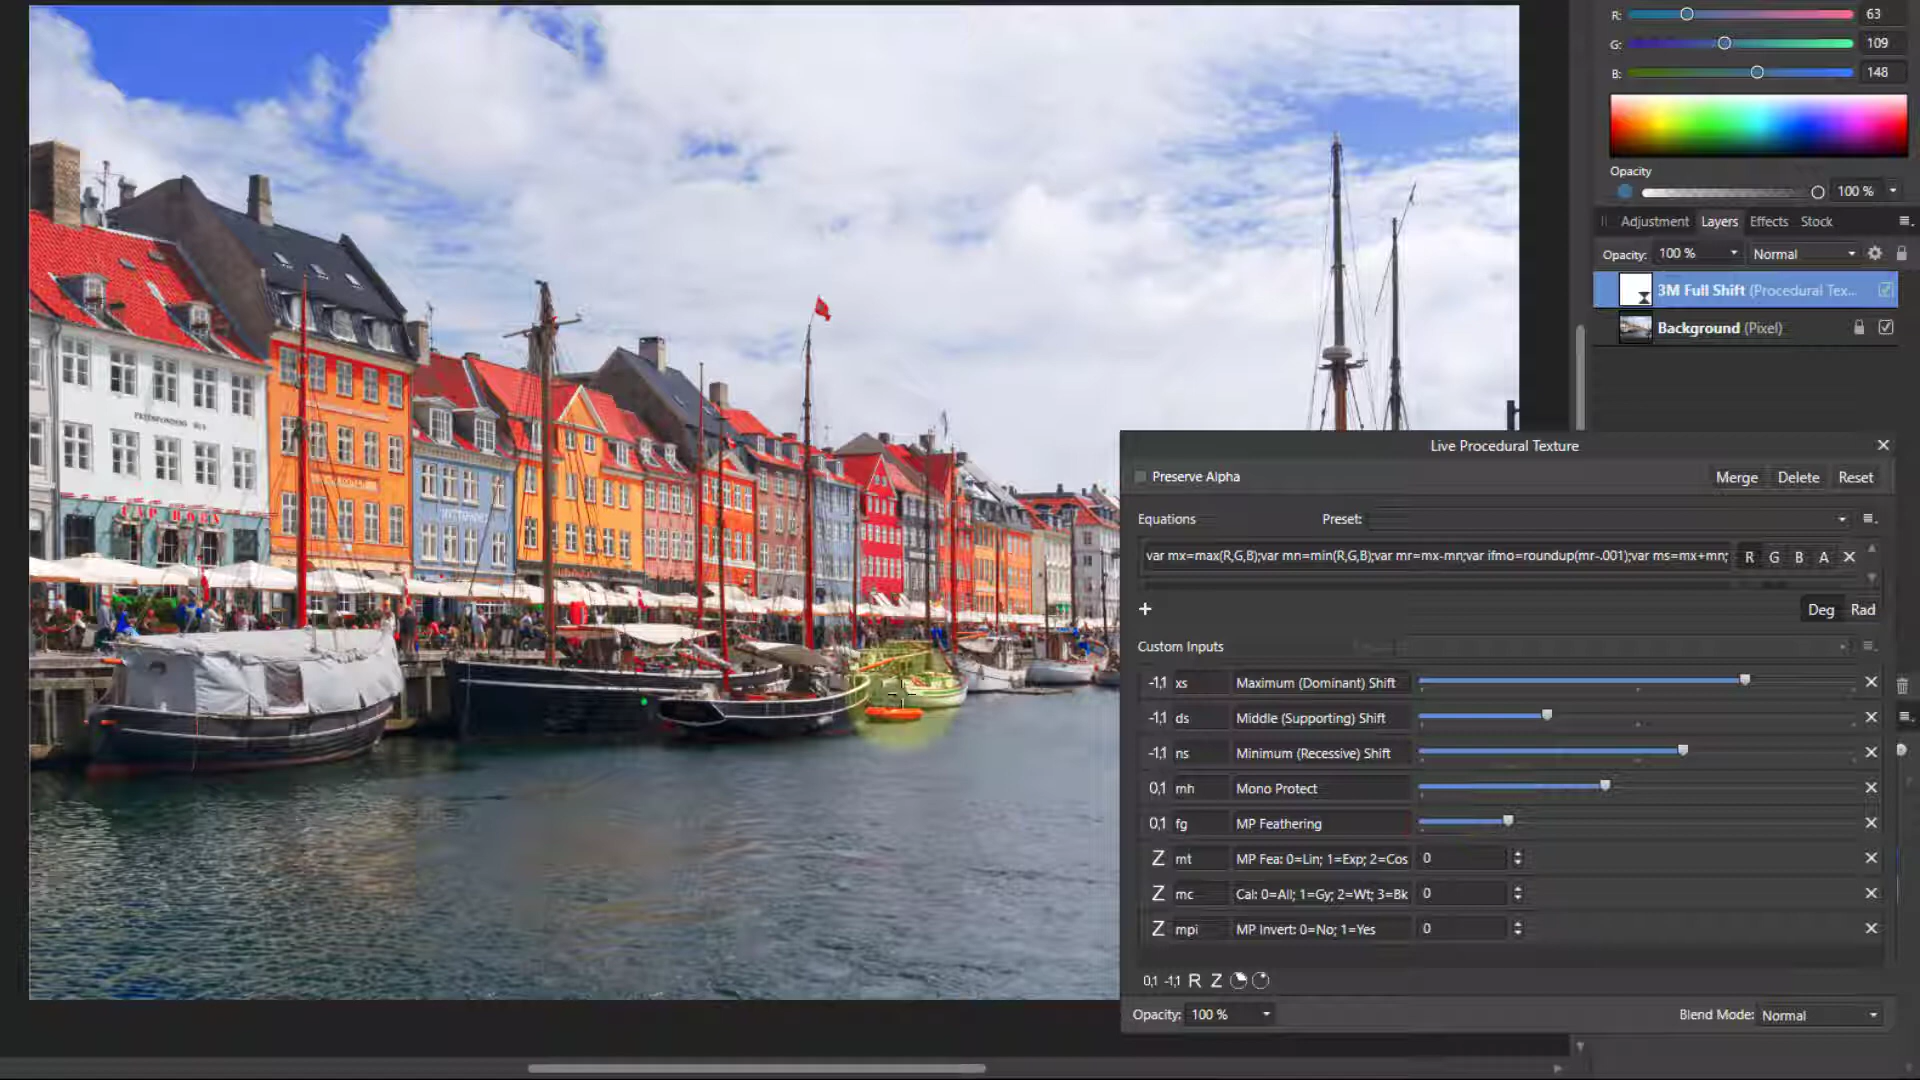 R: 63
G: 109
B: 148
Opacity
100 %
Adjustment Layers Effects Stock
Opacity: 100 % Normal
3M Full Shift (Procedural Tex...
Background (Pixel)
Live Procedural Texture
Preserve Alpha Merge Delete Reset
Equations Preset:
var mx=max(R,G,B);var mn=min(R,G,B);var mr=mx-mn;var ifmo=roundup(mr-.001);var ms=mx+mn; R G B A
Deg Rad
Custom Inputs
-1,1 xs Maximum (Dominant) Shift
-1,1 ds Middle (Supporting) Shift
-1,1 ns Minimum (Recessive) Shift
0,1 mh Mono Protect
0,1 fg MP Feathering
Z mt MP Fea: 0=Lin; 1=Exp; 2=Cos 0
Z mc Cal: 0=All; 1=Gy; 2=Wt; 3=Bk 0
Z mpi MP Invert: 0=No; 1=Yes 0
0,1 -1,1 R Z
Opacity: 100 % Blend Mode: Normal